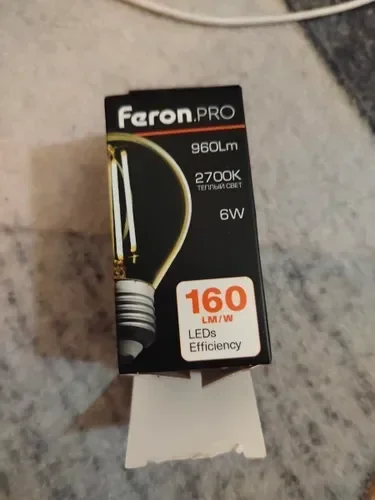 Feron.PRO
960Lm
2700K
ТЕПЛЫЙ СВЕТ
6W
160
LM/W
LEDs
Efficiency